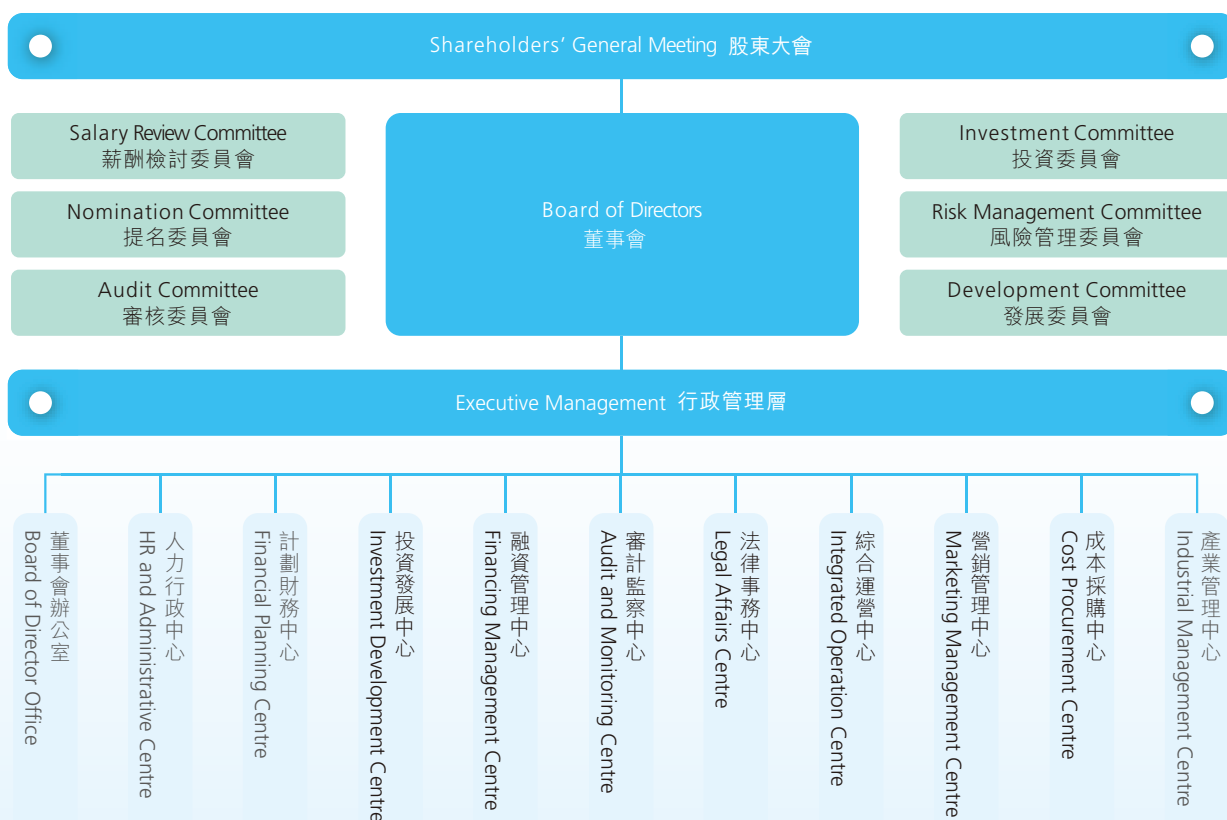 Shareholders' General Meeting 股東大會
Salary Review Committee
薪酬檢討委員會
Nomination Committee
提名委員會
Audit Committee
審核委員會
Board of Directors
董事會
Investment Committee
投資委員會
Risk Management Committee
風險管理委員會
Development Committee
發展委員會
Executive Management 行政管理層
董事會辦公室
Board of Director Office
人力行政中心
HR and Administrative Centre
計劃財務中心
Financial Planning Centre
投資發展中心
Investment Development Centre
融資管理中心
Financing Management Centre
審計監察中心
Audit and Monitoring Centre
法律事務中心
Legal Affairs Centre
綜合運營中心
Integrated Operation Centre
營銷管理中心
Marketing Management Centre
成本採購中心
Cost Procurement Centre
產業管理中心
Industrial Management Centre